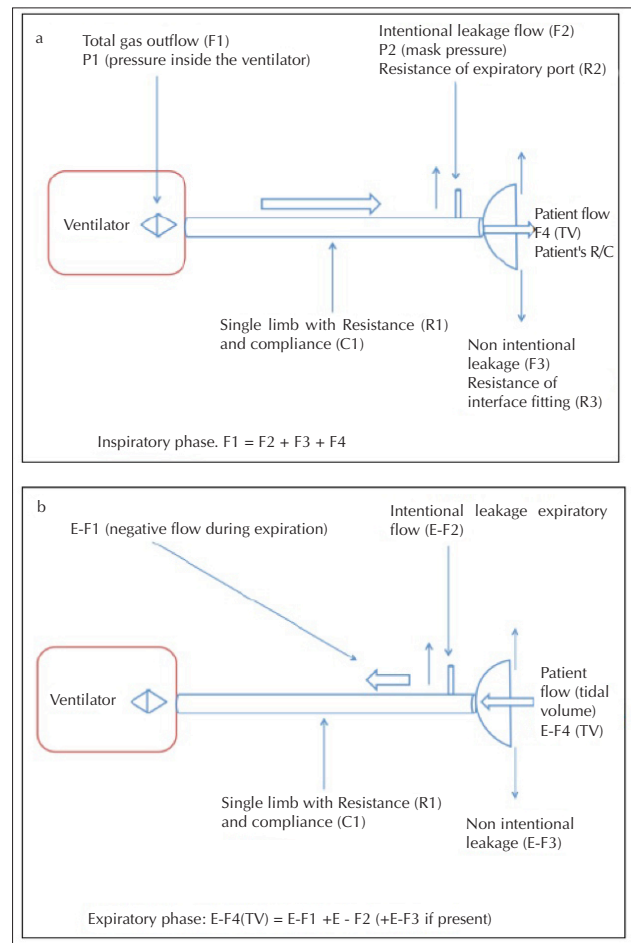 a
Total gas outflow (F1)
P1 (pressure inside the ventilator)
Intentional leakage flow (F2)
P2 (mask pressure)
Resistance of expiratory port (R2)
Ventilator
Patient flow
F4 (TV)
Patient's R/C
Single limb with Resistance (R1)
and compliance (C1)
Non intentional
leakage (F3)
Resistance of
interface fitting (R3)
Inspiratory phase. F1 = F2 + F3 + F4
b
E-F1 (negative flow during expiration)
Intentional leakage expiratory
flow (E-F2)
Ventilator
Patient
flow (tidal
volume)
E-F4 (TV)
Single limb with Resistance (R1)
and compliance (C1)
Non intentional
leakage (E-F3)
Expiratory phase: E-F4(TV) = E-F1 +E - F2 (+E-F3 if present)